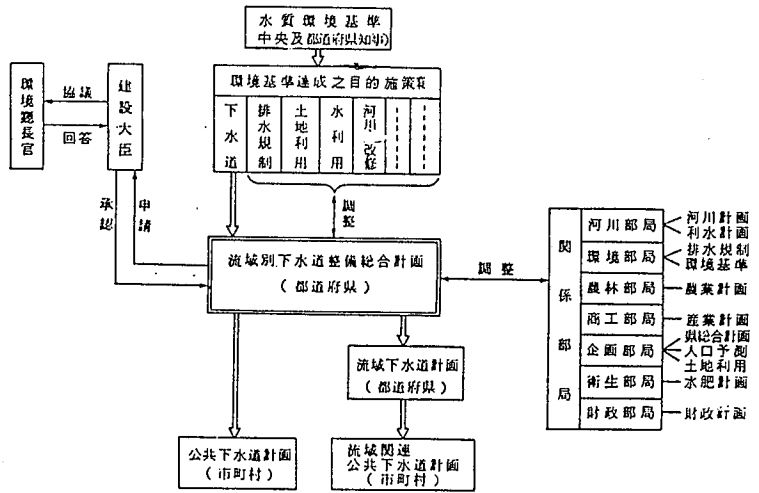 水質環境基準
中央及都道府県知事)
環境基準達成之目的施策
下水道
排水規制
土地利用
水利用
河川改修
環境庁長官
協議
回答
建設大臣
承認
申請
調整
流域別下水道整備総合計画
(都道府県)
調整
関係部局
河川部局
河川計画
利水計画
環境部局
排水規制
環境基準
農林部局
農業計画
商工部局
産業計画
企画部局
県総合計画
人口予測
土地利用
衛生部局
水肥計画
財政部局
財政計画
流域下水道計画
(都道府県)
公共下水道計画
(市町村)
流域関連
公共下水道計画
(市町村)